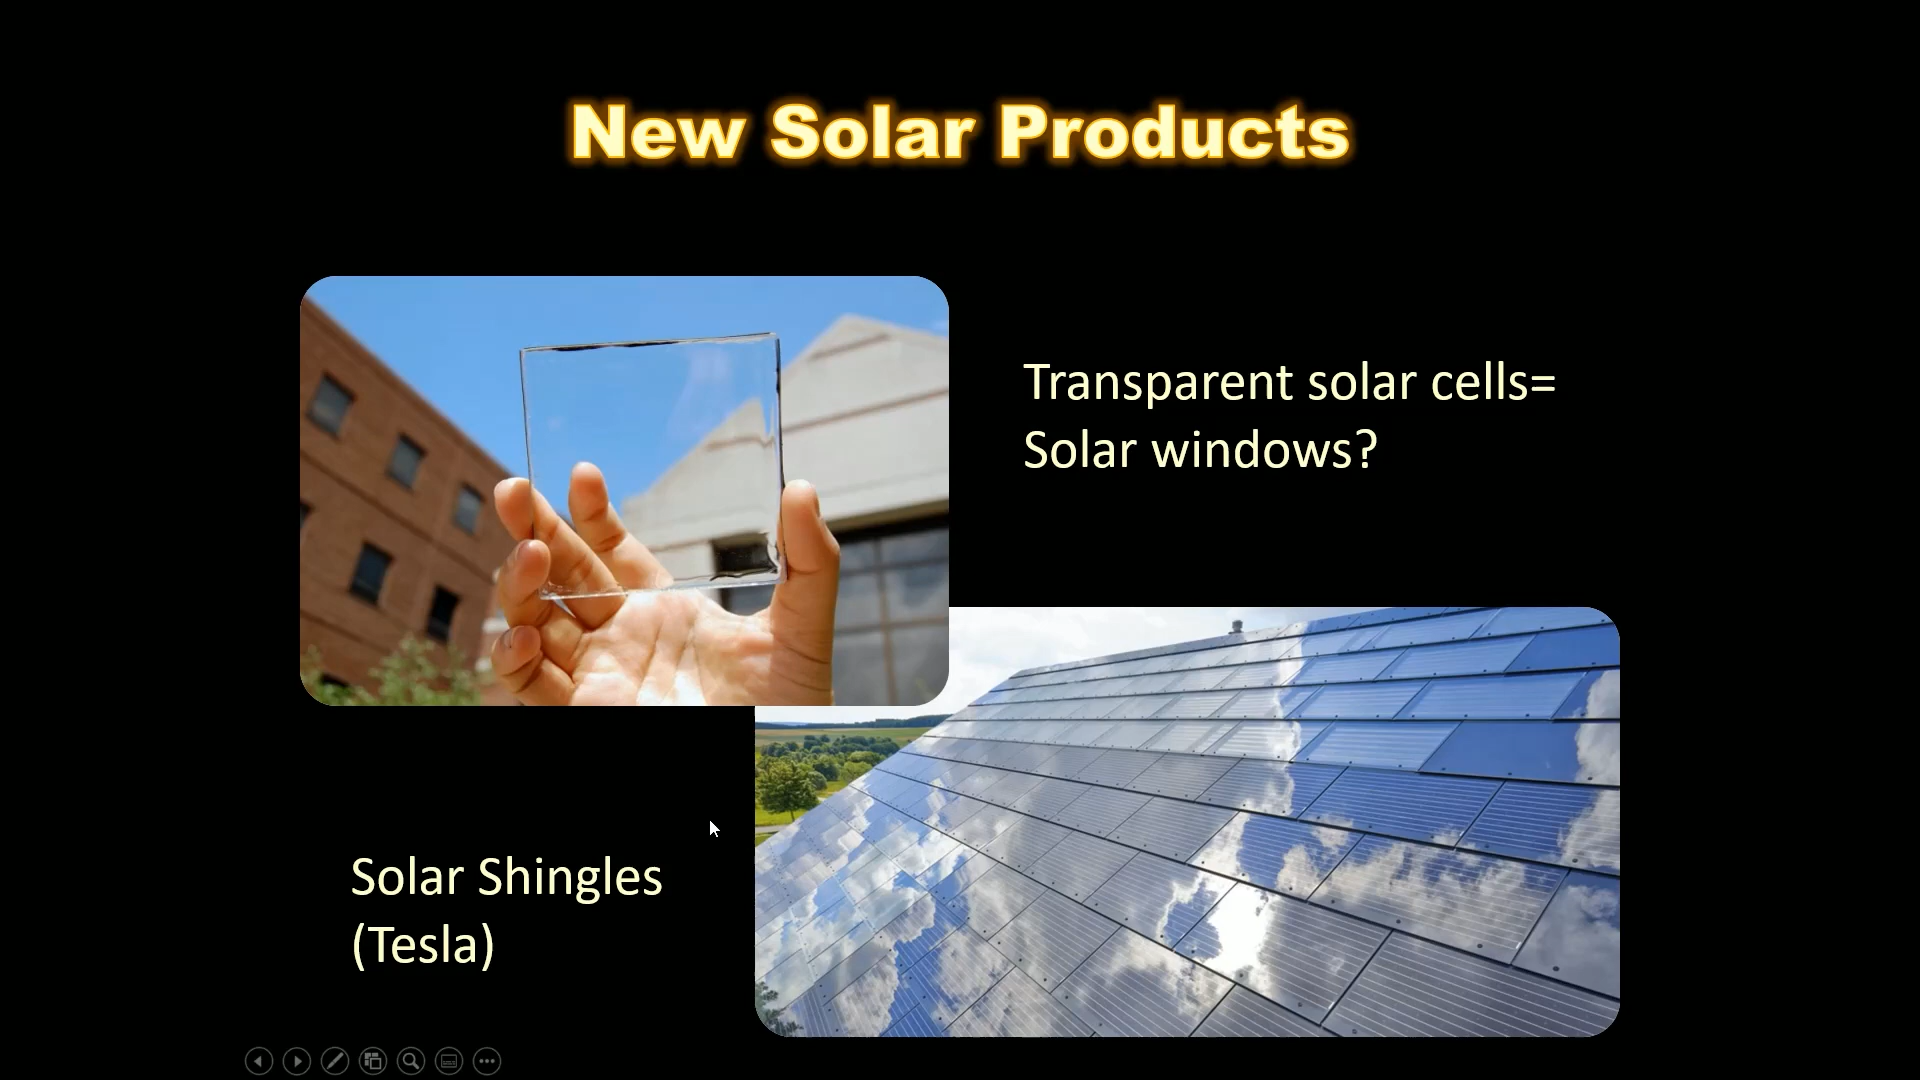 New Solar Products
Transparent solar cells=
Solar windows?
Solar Shingles
(Tesla)